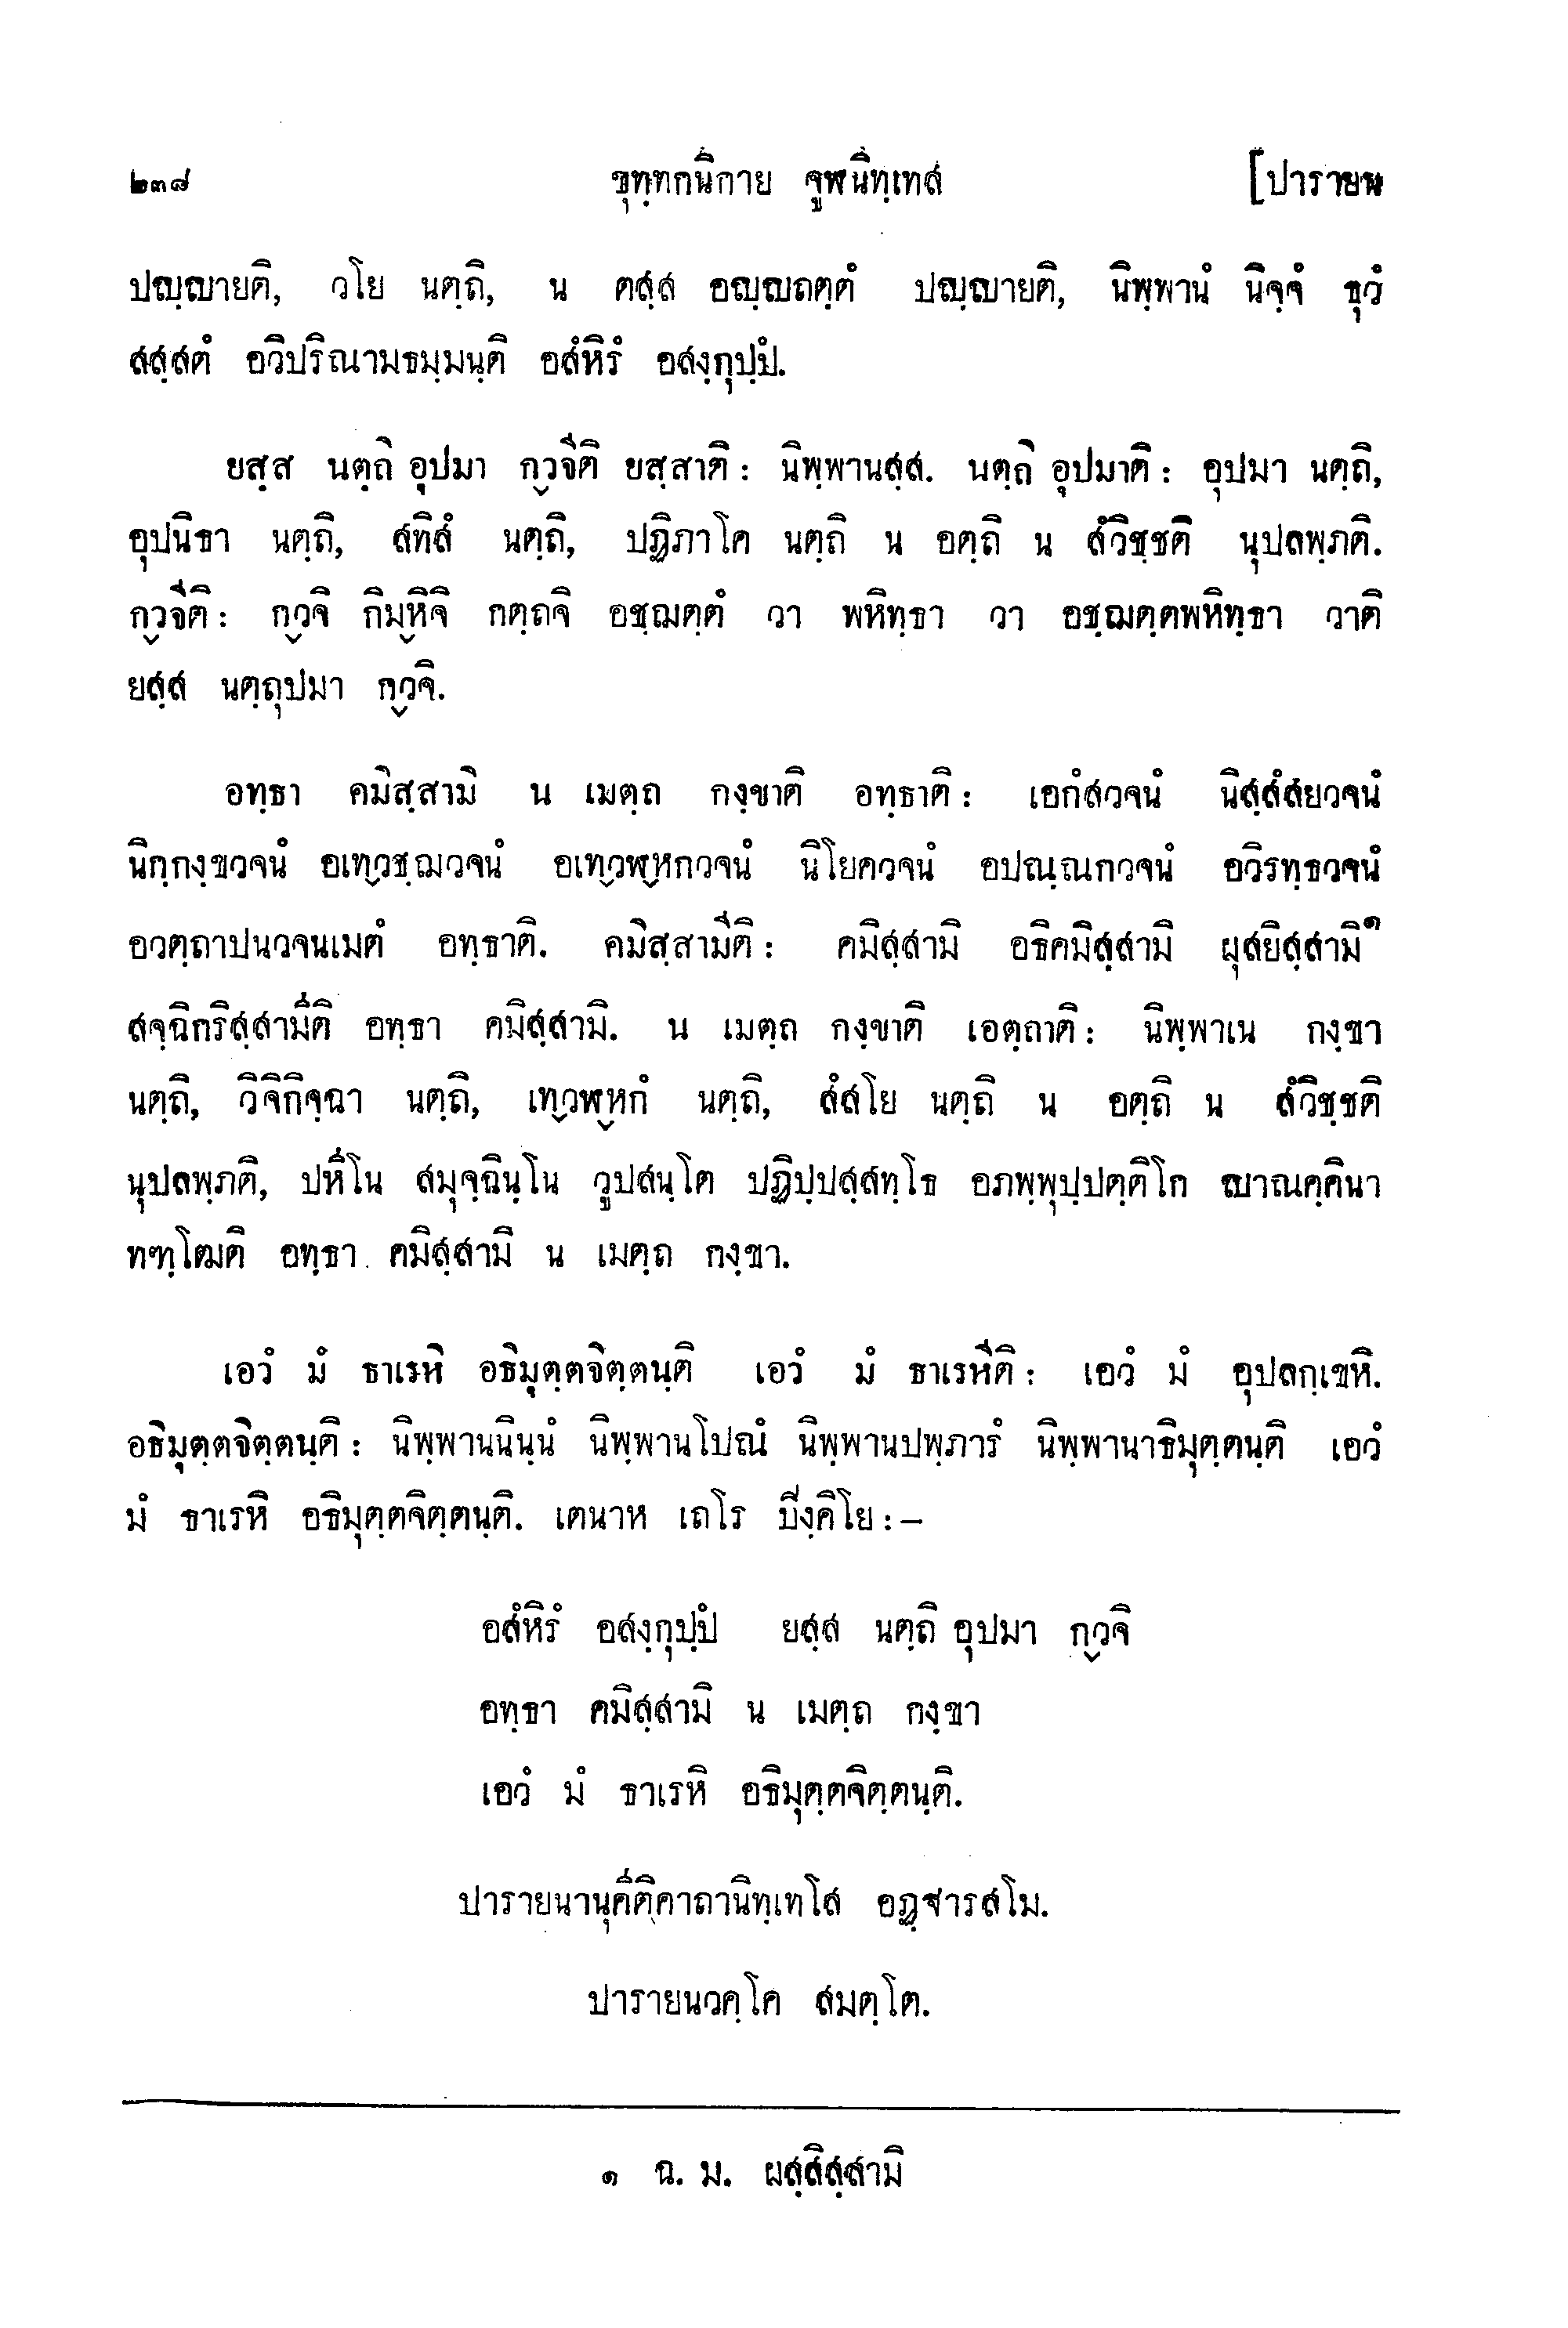 ๒๓๘ ขุทฺทกนิกาย จูฬนิทฺเทส [ปารายน
ปญฺญายติ, วโย นตฺถิ, น ตสฺส อญฺญถตฺตํ ปญฺญายติ, นิพฺพานํ นิจฺจํ ธุวํ
สสฺสตํ อวิปริณามธมฺมนฺติ อสํหิรํ อสงฺกุปฺปํ.
ยสฺส นตฺถิ อุปมา กฺวจีติ ยสฺสาติ: นิพฺพานสฺส. นตฺถิ อุปมาติ: อุปมา นตฺถิ,
อุปนิธา นตฺถิ, สทิสํ นตฺถิ, ปฏิภาโค นตฺถิ น อตฺถิ น สํวิชฺชติ นุปลพฺภติ.
กฺวจีติ: กฺวจิ กิมฺหิจิ กตฺถจิ อชฺฌตฺตํ วา พหิทฺธา วา อชฺฌตฺตพหิทฺธา วาติ
ยสฺส นตฺถุปมา กฺวจิ.
อทฺธา คมิสฺสามิ น เมตฺถ กงฺขาติ อทฺธาติ: เอกํสวจนํ นิสฺสํสยวจนํ
นิกฺกงฺขวจนํ อเทฺวชฺฌวจนํ อเทฺวฬฺหกวจนํ นิโยควจนํ อปณฺณกวจนํ อวิรทฺธวจนํ
อวตฺถาปนวจนเมตํ อทฺธาติ. คมิสฺสามีติ: คมิสฺสามิ อธิคมิสฺสามิ ผุสยิสฺสามิ๑
สจฺฉิกริสฺสามีติ อทฺธา คมิสฺสามิ. น เมตฺถ กงฺขาติ เอตฺถาติ: นิพฺพาเน กงฺขา
นตฺถิ, วิจิกิจฺฉา นตฺถิ, เทฺวฬฺหกํ นตฺถิ, สํสโย นตฺถิ น อตฺถิ น สํวิชฺชติ
นุปลพฺภติ, ปหีโน สมุจฺฉินฺโน วูปสนฺโต ปฏิปฺปสฺสทฺโธ อภพฺพุปฺปตฺติโก ญาณคฺคินา
ทฑฺโฒติ อทฺธา คมิสฺสามิ น เมตฺถ กงฺขา.
เอวํ มํ ธาเรหิ อธิมุตฺตจิตฺตนฺติ เอวํ มํ ธาเรหีติ: เอวํ มํ อุปลกฺเขหิ.
อธิมุตฺตจิตฺตนฺติ: นิพฺพานนินฺนํ นิพฺพานโปณํ นิพฺพานปพฺภารํ นิพฺพานาธิมุตฺตนฺติ เอวํ
มํ ธาเรหิ อธิมุตฺตจิตฺตนฺติ. เตนาห เถโร ปิงฺคิโย:—
อสํหิรํ อสงฺกุปฺปํ ยสฺส นตฺถิ อุปมา กฺวจิ
อทฺธา คมิสฺสามิ น เมตฺถ กงฺขา
เอวํ มํ ธาเรหิ อธิมุตฺตจิตฺตนฺติ.
ปารายนานุคีติคาถานิทฺเทโส อฏฺฐารสโม.
ปารายนวคฺโค สมตฺโต.
๑ ฉ. ม. ผสฺสิสฺสามิ